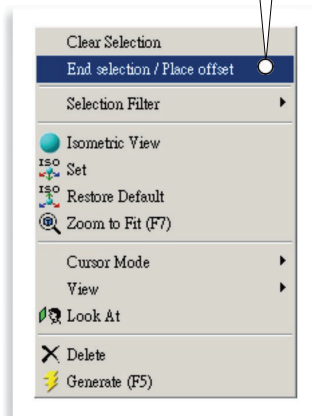 Clear Selection
End selection / Place offset
Selection Filter
Isometric View
ISO Set
ISO Restore Default
Zoom to Fit (F7)
Cursor Mode
View
Look At
Delete
Generate (F5)